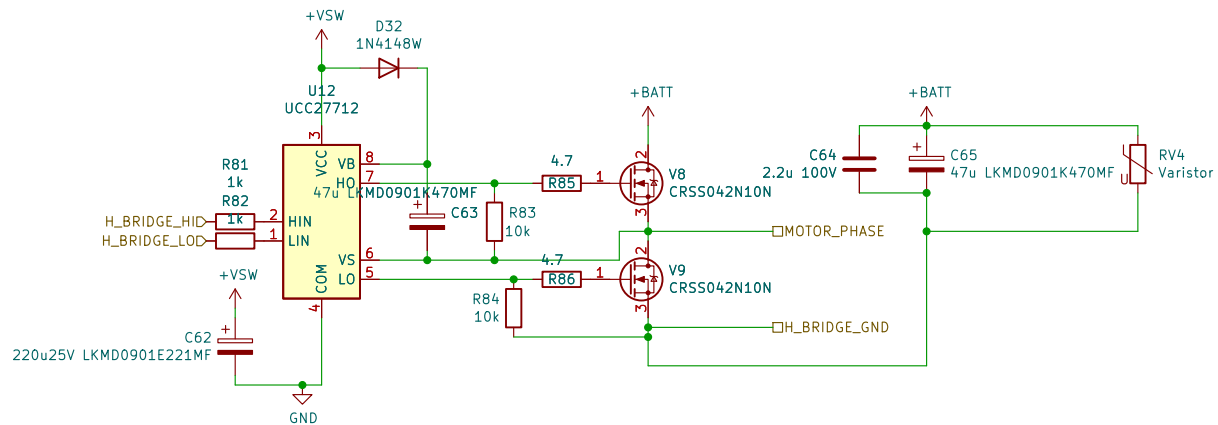 +VSW
D32
1N4148W
U12
UCC27712
3
VCC
VB
8
HO
7
R81
1k
R82
1k
H_BRIDGE_HI
2
HIN
H_BRIDGE_LO
1
LIN
VS
6
LO
5
COM
4
47u LKMD0901K470MF
+
C63
R83
10k
4.7
R85
1
+BATT
2
V8
CRSS042N10N
3
MOTOR_PHASE
4.7
R86
1
2
V9
CRSS042N10N
3
R84
10k
H_BRIDGE_GND
+VSW
+
C62
220u25V LKMD0901E221MF
GND
+BATT
C64
2.2u 100V
+
C65
47u LKMD0901K470MF
U
RV4
Varistor